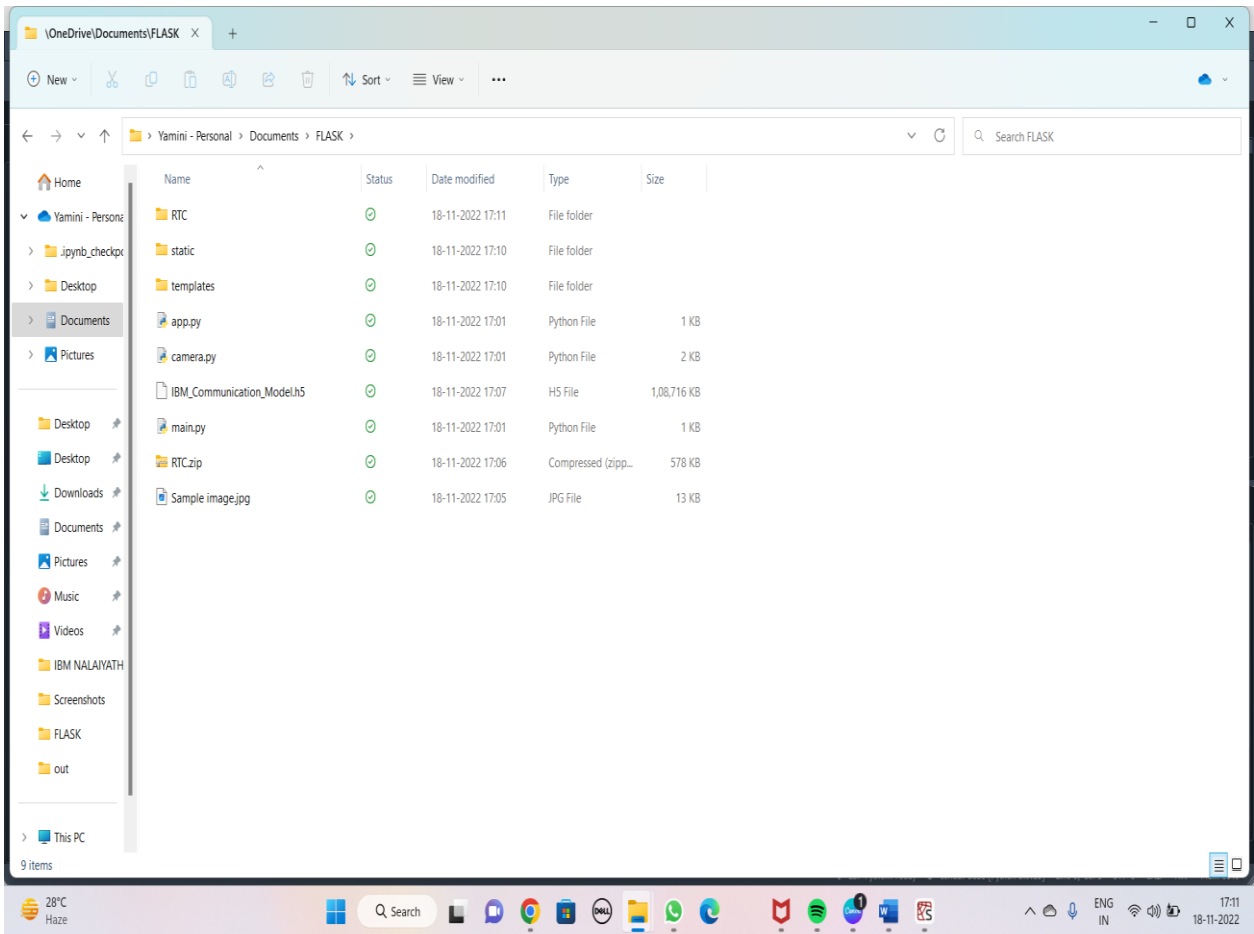 \OneDrive\Documents\FLASK
New
Sort
View
Yamini - Personal > Documents > FLASK >
Search FLASK
Home
Yamini - Persona
.ipynb_checkpo
Desktop
Documents
Pictures
Desktop
Desktop
Downloads
Documents
Pictures
Music
Videos
IBM NALAIYATH
Screenshots
FLASK
out
This PC
Name Status Date modified Type Size
RTC 18-11-2022 17:11 File folder
static 18-11-2022 17:10 File folder
templates 18-11-2022 17:10 File folder
app.py 18-11-2022 17:01 Python File 1 KB
camera.py 18-11-2022 17:01 Python File 2 KB
IBM_Communication_Model.h5 18-11-2022 17:07 H5 File 1,08,716 KB
main.py 18-11-2022 17:01 Python File 1 KB
RTC.zip 18-11-2022 17:06 Compressed (zipp... 578 KB
Sample image.jpg 18-11-2022 17:05 JPG File 13 KB
9 items
28°C
Haze
Search
DELL
Canva
1
W
ENG
IN
17:11
18-11-2022